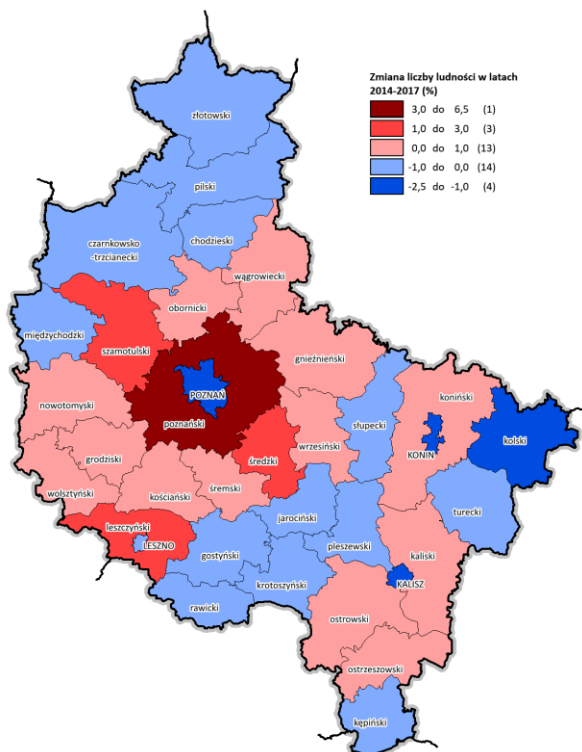 Zmiana liczby ludności w latach
2014-2017 (%)
3,0 do 6,5 (1)
1,0 do 3,0 (3)
0,0 do 1,0 (13)
-1,0 do 0,0 (14)
-2,5 do -1,0 (4)
złotowski
pilski
czarnkowsko
-trzcianecki
chodzieski
wągrowiecki
obornicki
międzychodzki
szamotulski
gnieźnieński
POZNAŃ
poznański
nowotomyski
słupecki
koniński
KONIN
kolski
wrzesiński
średzki
grodziski
śremski
wolsztyński
kościański
turecki
jarociński
leszczyński
LESZNO
gostyński
pleszewski
kaliski
KALISZ
krotoszyński
rawicki
ostrowski
ostrzeszowski
kępiński